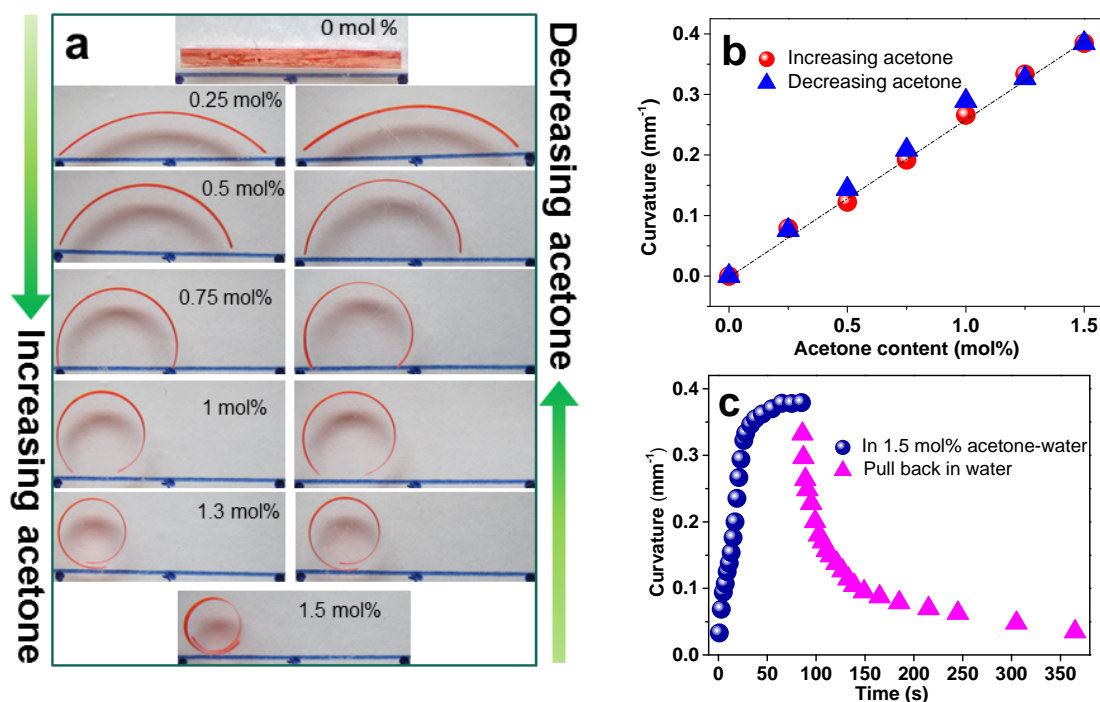 a
0 mol %
0.25 mol%
0.5 mol%
0.75 mol%
1 mol%
1.3 mol%
1.5 mol%
Increasing acetone
Decreasing acetone
b
Increasing acetone
Decreasing acetone
0.4
0.3
0.2
0.1
0.0
Curvature (mm⁻¹)
0.0 0.5 1.0 1.5
Acetone content (mol%)
c
In 1.5 mol% acetone-water
Pull back in water
0.4
0.3
0.2
0.1
0.0
Curvature (mm⁻¹)
0 50 100 150 200 250 300 350
Time (s)